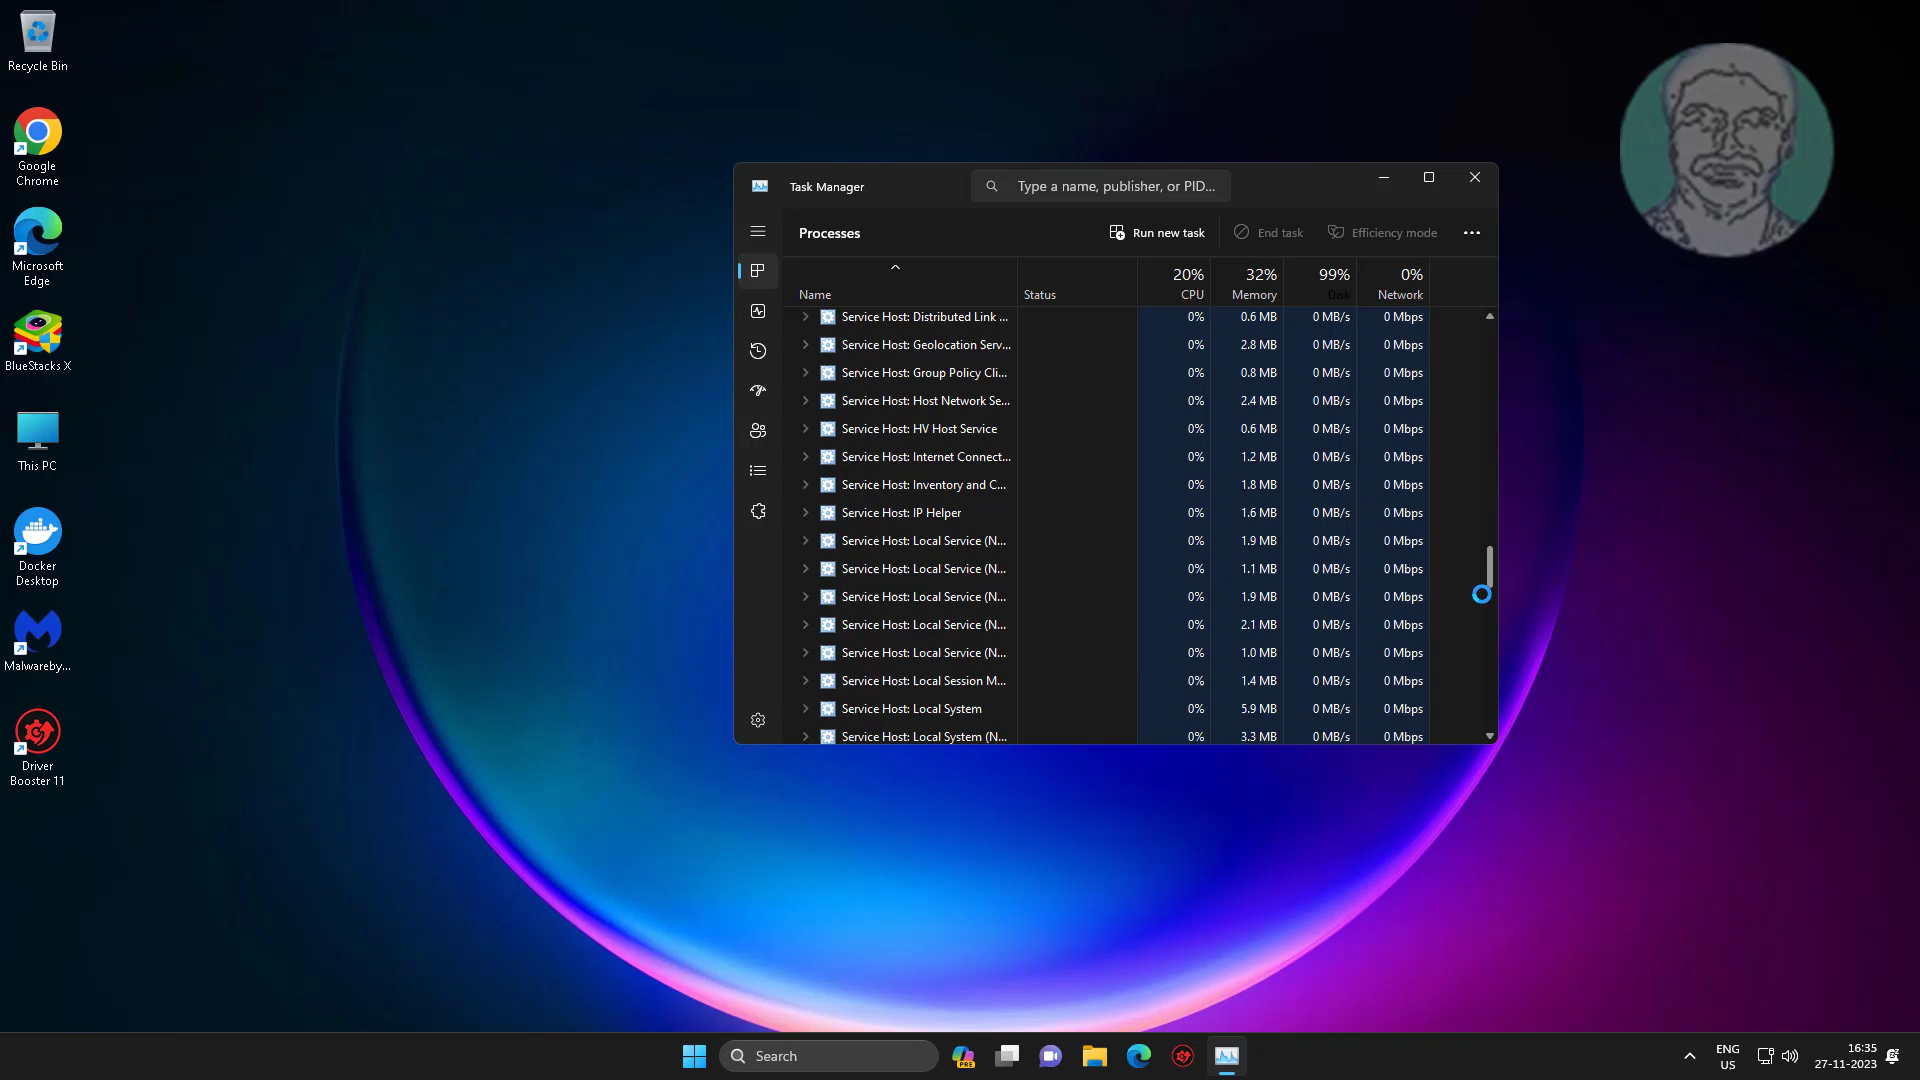 Recycle Bin
Google
Chrome
Microsoft
Edge
BlueStacks X
This PC
Docker
Desktop
Malwareby...
Driver
Booster 11
Task Manager
Type a name, publisher, or PID...
Processes
Run new task
End task
Efficiency mode
20% 32% 99% 0%
Name Status CPU Memory Disk Network
Service Host: Distributed Link ... 0% 0.6 MB 0 MB/s 0 Mbps
Service Host: Geolocation Serv... 0% 2.8 MB 0 MB/s 0 Mbps
Service Host: Group Policy Cli... 0% 0.8 MB 0 MB/s 0 Mbps
Service Host: Host Network Se... 0% 2.4 MB 0 MB/s 0 Mbps
Service Host: HV Host Service 0% 0.6 MB 0 MB/s 0 Mbps
Service Host: Internet Connect... 0% 1.2 MB 0 MB/s 0 Mbps
Service Host: Inventory and C... 0% 1.8 MB 0 MB/s 0 Mbps
Service Host: IP Helper 0% 1.6 MB 0 MB/s 0 Mbps
Service Host: Local Service (N... 0% 1.9 MB 0 MB/s 0 Mbps
Service Host: Local Service (N... 0% 1.1 MB 0 MB/s 0 Mbps
Service Host: Local Service (N... 0% 1.9 MB 0 MB/s 0 Mbps
Service Host: Local Service (N... 0% 2.1 MB 0 MB/s 0 Mbps
Service Host: Local Service (N... 0% 1.0 MB 0 MB/s 0 Mbps
Service Host: Local Session M... 0% 1.4 MB 0 MB/s 0 Mbps
Service Host: Local System 0% 5.9 MB 0 MB/s 0 Mbps
Service Host: Local System (N... 0% 3.3 MB 0 MB/s 0 Mbps
Search
PRE
ENG
US
16:35
27-11-2023